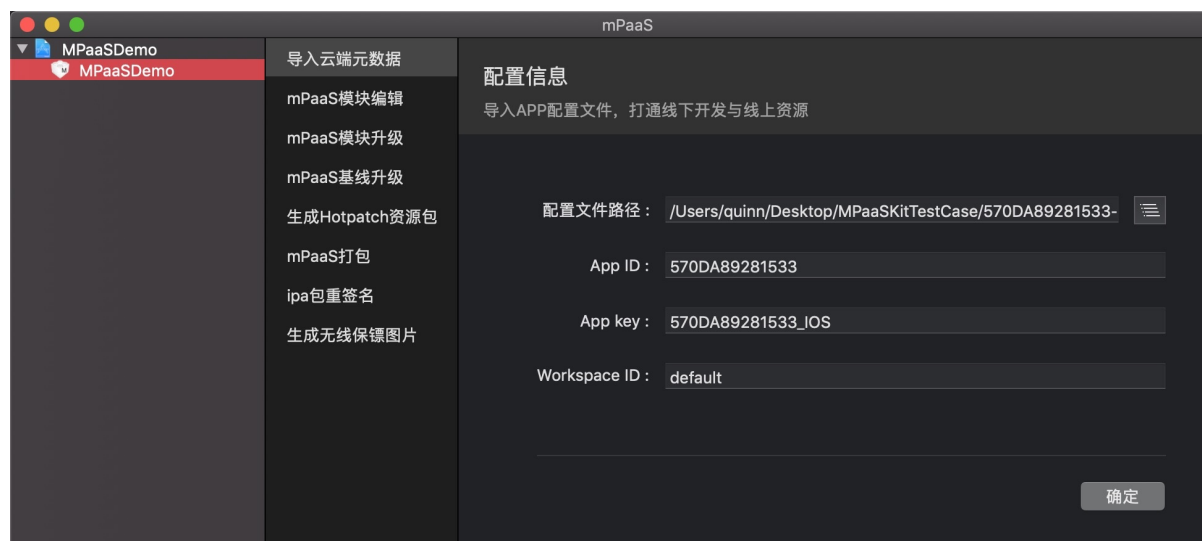 mPaaS
MPaaSDemo
MPaaSDemo
导入云端元数据
mPaaS模块编辑
mPaaS模块升级
mPaaS基线升级
生成Hotpatch资源包
mPaaS打包
ipa包重签名
生成无线保镖图片
配置信息
导入APP配置文件，打通线下开发与线上资源
配置文件路径： /Users/quinn/Desktop/MPaaSKitTestCase/570DA89281533-
App ID： 570DA89281533
App key： 570DA89281533_IOS
Workspace ID： default
确定